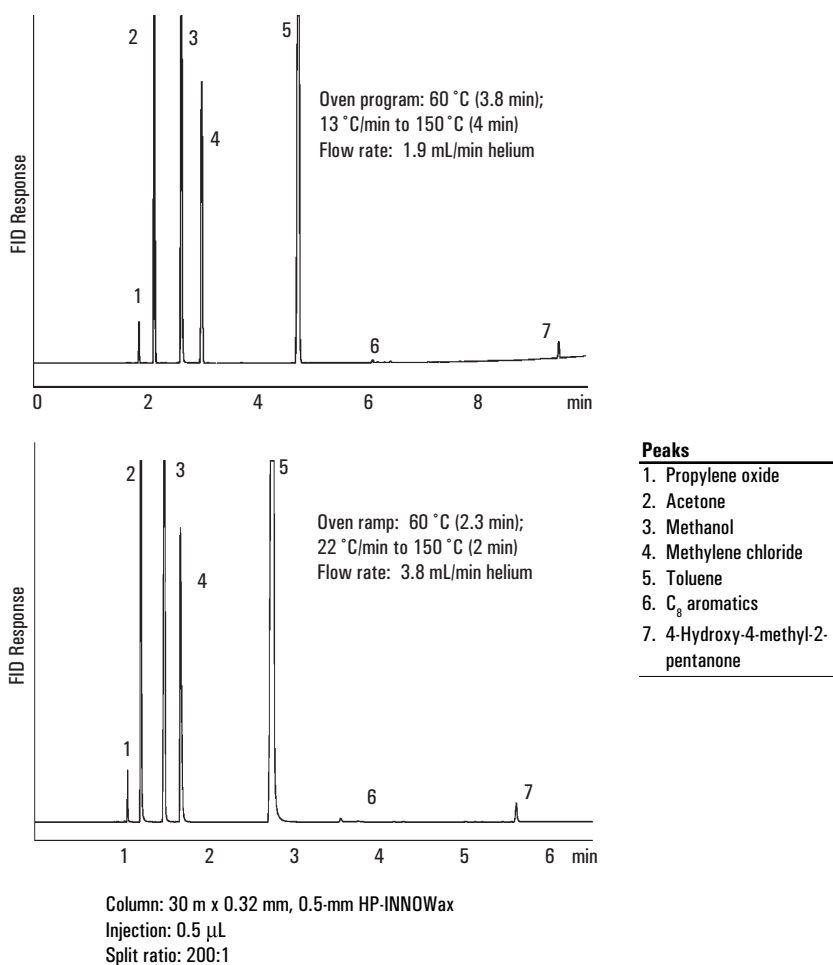 2
3
5
4
1
6
7
Oven program: 60 °C (3.8 min);
13 °C/min to 150 °C (4 min)
Flow rate: 1.9 mL/min helium
FID Response
0 2 4 6 8 min
2
3
5
4
1
6
7
Oven ramp: 60 °C (2.3 min);
22 °C/min to 150 °C (2 min)
Flow rate: 3.8 mL/min helium
FID Response
1 2 3 4 5 6 min
Peaks
1. Propylene oxide
2. Acetone
3. Methanol
4. Methylene chloride
5. Toluene
6. C₈ aromatics
7. 4-Hydroxy-4-methyl-2-
pentanone
Column: 30 m x 0.32 mm, 0.5-mm HP-INNOWax
Injection: 0.5 µL
Split ratio: 200:1